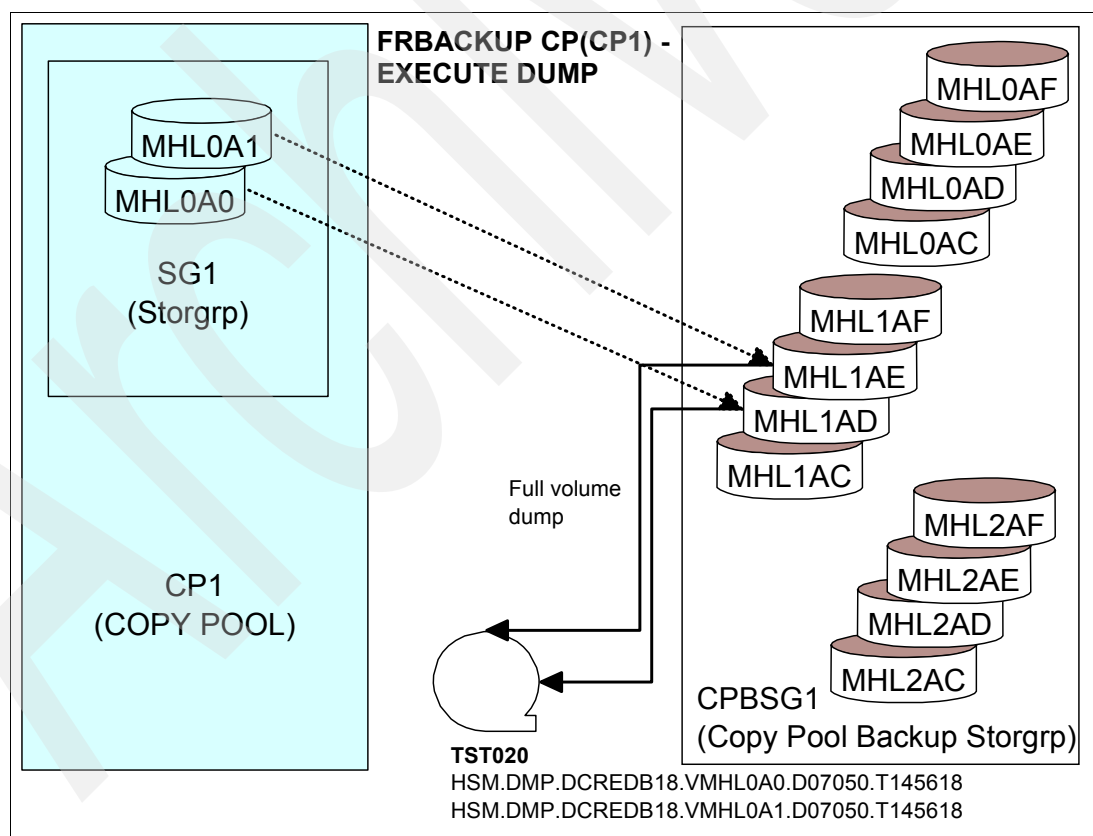 FRBACKUP CP(CP1) -
EXECUTE DUMP
MHL0A1
MHL0A0
SG1
(Storgrp)
CP1
(COPY POOL)
MHL0AF
MHL0AE
MHL0AD
MHL0AC
MHL1AF
MHL1AE
MHL1AD
MHL1AC
Full volume
dump
MHL2AF
MHL2AE
MHL2AD
MHL2AC
CPBSG1
(Copy Pool Backup Storgrp)
TST020
HSM.DMP.DCREDB18.VMHL0A0.D07050.T145618
HSM.DMP.DCREDB18.VMHL0A1.D07050.T145618